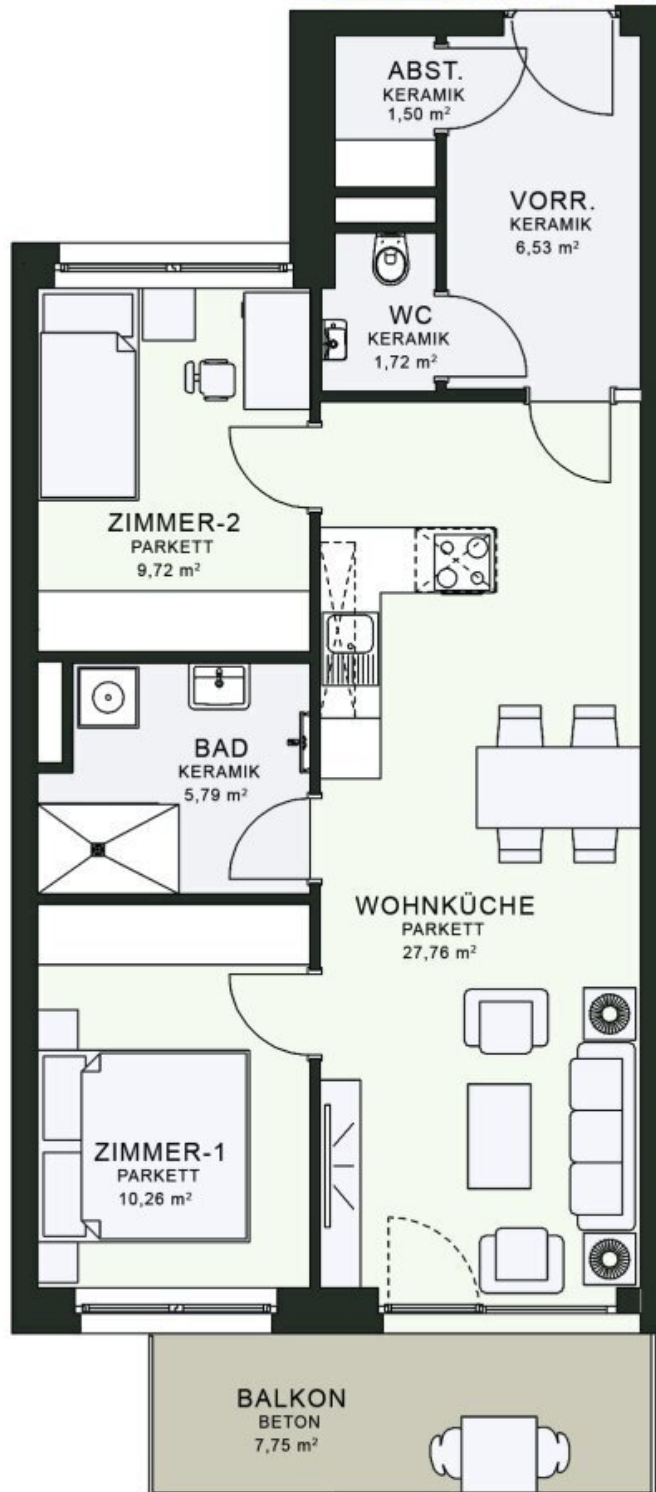 ABST.
KERAMIK
1,50 m²
VORR.
KERAMIK
6,53 m²
WC
KERAMIK
1,72 m²
ZIMMER-2
PARKETT
9,72 m²
BAD
KERAMIK
5,79 m²
WOHNKÜCHE
PARKETT
27,76 m²
ZIMMER-1
PARKETT
10,26 m²
BALKON
BETON
7,75 m²